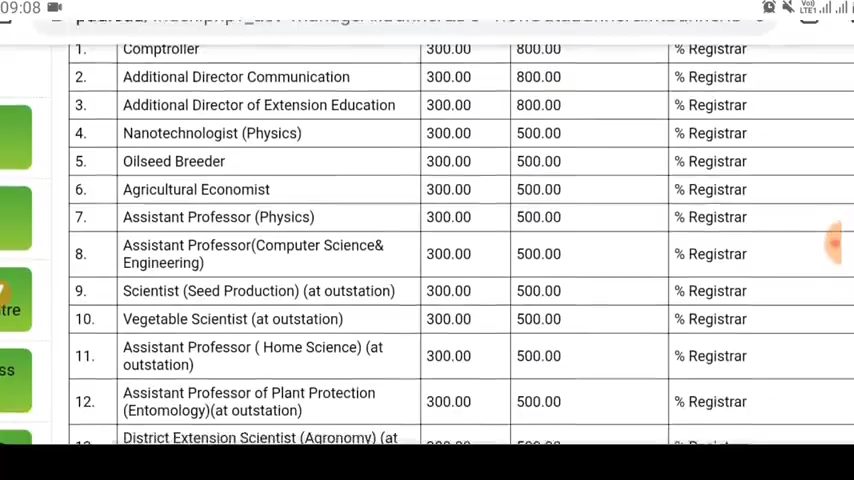 09:08
Voo)
LTE1
1. Comptroller 300.00 800.00 % Registrar
2. Additional Director Communication 300.00 800.00 % Registrar
3. Additional Director of Extension Education 300.00 800.00 % Registrar
4. Nanotechnologist (Physics) 300.00 500.00 % Registrar
5. Oilseed Breeder 300.00 500.00 % Registrar
6. Agricultural Economist 300.00 500.00 % Registrar
7. Assistant Professor (Physics) 300.00 500.00 % Registrar
8. Assistant Professor(Computer Science& 300.00 500.00 % Registrar
Engineering)
9. Scientist (Seed Production) (at outstation) 300.00 500.00 % Registrar
10. Vegetable Scientist (at outstation) 300.00 500.00 % Registrar
tre
11. Assistant Professor ( Home Science) (at 300.00 500.00 % Registrar
outstation)
ss
12. Assistant Professor of Plant Protection 300.00 500.00 % Registrar
(Entomology)(at outstation)
District Extension Scientist (Agronomy) (at